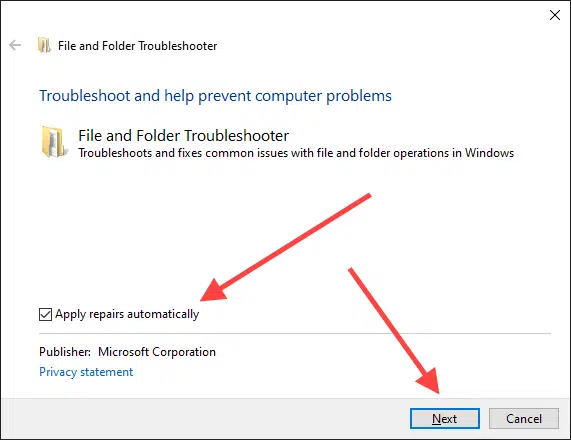 File and Folder Troubleshooter
Troubleshoot and help prevent computer problems
File and Folder Troubleshooter
Troubleshoots and fixes common issues with file and folder operations in Windows
Apply repairs automatically
Publisher: Microsoft Corporation
Privacy statement
Next Cancel